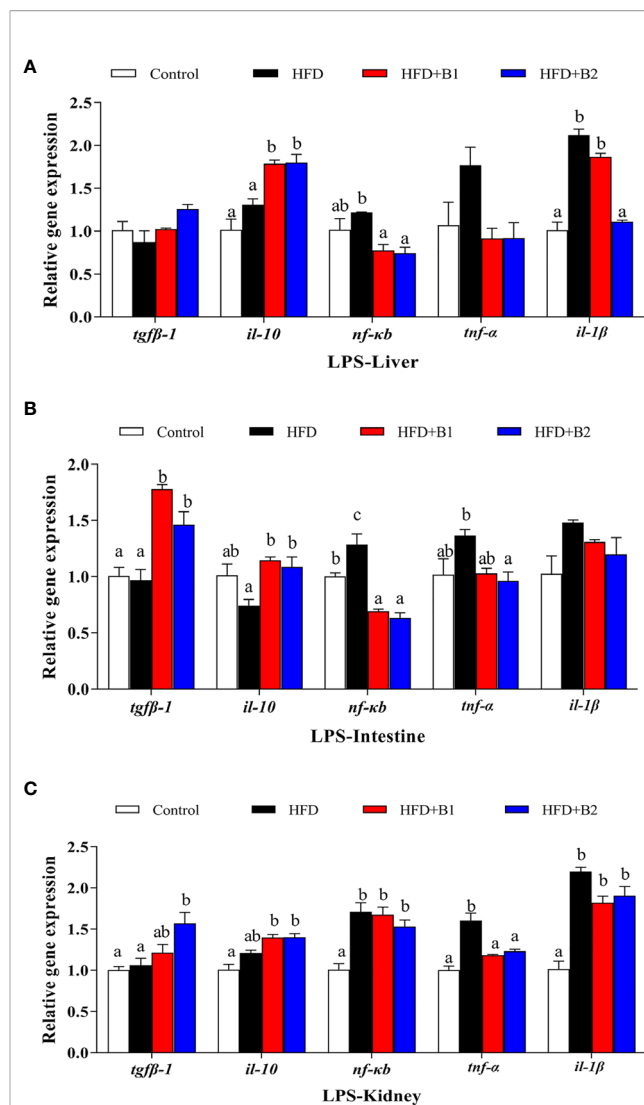 A
Control HFD HFD+B1 HFD+B2
Relative gene expression
2.5
2.0
1.5
1.0
0.5
0.0
a a b b
ab b a a
a b b a
tgfβ-1 il-10 nf-κb tnf-α il-1β
LPS-Liver
B
Control HFD HFD+B1 HFD+B2
Relative gene expression
2.0
1.5
1.0
0.5
0.0
a a b b
ab a b b
b c a a
ab b ab a
tgfβ-1 il-10 nf-κb tnf-α il-1β
LPS-Intestine
C
Control HFD HFD+B1 HFD+B2
Relative gene expression
2.5
2.0
1.5
1.0
0.5
0.0
a a ab b
a ab b b
a b b b
a b a a
a b b b
tgfβ-1 il-10 nf-κb tnf-α il-1β
LPS-Kidney